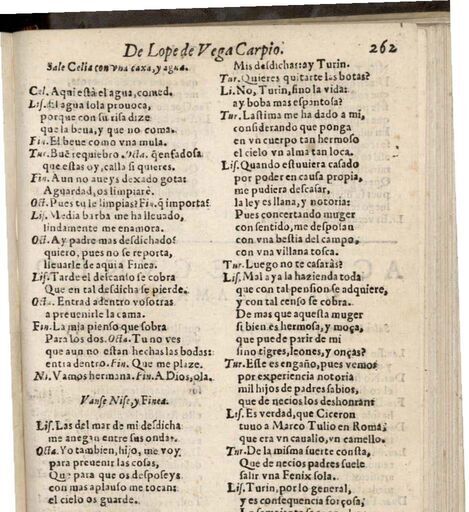 De Lope de Vega Carpio. 262
Sale Celia con vna caxa, y agua.
Cel. Aqui está el agua, comed.
Lis. El agua sola prouoca,
porque con su risa dize
que la beua, y que no coma.
Fin. El beue como vna mula.
Tur. Buē requiebro. Octa. q̄ enfadosa
que estas oy, calla si quieres.
Fin. Aun no aueys dexado gota:
Aguardad, os limpiarè.
Oct. Pues tu le limpias? Fin. q̄ importa?
Lis. Media barba me ha lleuado,
lindamente me enamora.
Oct. Ay padre mas desdichado:
quiero, pues no se reporta,
lleuarle de aqui a Finea.
Lis. Tarde el descanso se cobra
Que en tal desdicha se pierde.
Octa. Entrad adentro vosotras
a preuenirle la cama.
Fin. La mia pienso que sobra
Para los dos. Octa. Tu no ves
que aun no estan hechas las bodas:
entra dentro. Fin. Que me plaze.
Ni. Vamos hermana. Fin. A Dios, ola.
Vanse Nise, y Finea.
Lis. Las del mar de mi desdicha
me anegan entre sus ondas.
Octa. Yo tambien, hijo, me voy,
para preuenir las cosas,
Que para que os desposeys
con mas aplauso me tocan:
el cielo os guarde.
Mis desdichas: ay Turin.
Tur. Quieres quitarte las botas?
Li. No, Turin, sino la vida:
ay boba mas espantosa?
Tur. Lastima me ha dado a mi,
considerando que ponga
en vn cuerpo tan hermoso
el cielo vn alma tan loca.
Lis. Quando estuuiera casado
por poder en causa propia,
me pudiera descasar,
la ley es llana, y notoria:
Pues concertando muger
con sentido, me desposan
con vna bestia del campo,
con vna villana tosca.
Tur. Luego no te casarás?
Lis. Mal aya la hazienda toda
que con tal pension se adquiere,
y con tal censo se cobra.
De mas que aquesta muger
si bien es hermosa, y moça,
que puede parir de mi
sino tigres, leones, y onças?
Tur. Este es engaño, pues vemos
por experiencia notoria
mil hijos de padres sabios,
que de necios los deshonran:
Lis. Es verdad, que Ciceron
tuuo a Marco Tulio en Roma,
que era vn cauallo, vn camello.
Tur. De la misma suerte consta,
Que de necios padres suele
salir vna Fenix sola.
Lis. Turin, por lo general,
y es consequencia forçosa,